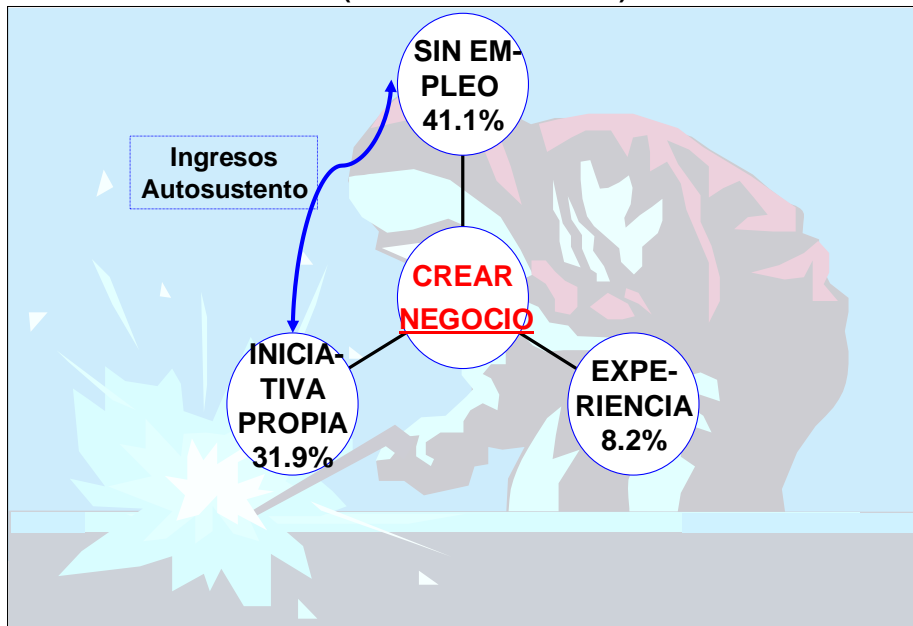 SIN EM-
PLEO
41.1%
Ingresos
Autosustento
CREAR
NEGOCIO
INICIA-
TIVA
PROPIA
31.9%
EXPE-
RIENCIA
8.2%